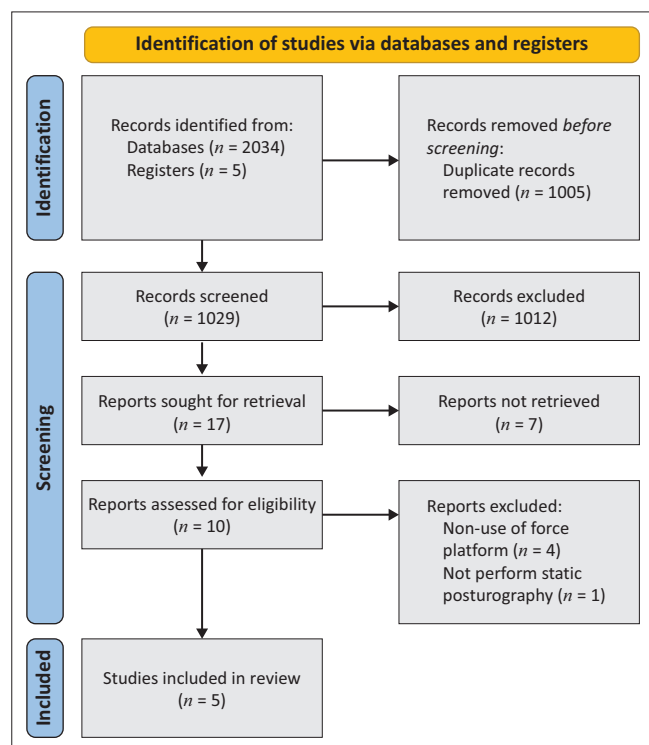 Identification of studies via databases and registers
Identification
Records identified from:
Databases (n = 2034)
Registers (n = 5)
Records removed before
screening:
Duplicate records
removed (n = 1005)
Screening
Records screened
(n = 1029)
Records excluded
(n = 1012)
Reports sought for retrieval
(n = 17)
Reports not retrieved
(n = 7)
Reports assessed for eligibility
(n = 10)
Reports excluded:
Non-use of force
platform (n = 4)
Not perform static
posturography (n = 1)
Included
Studies included in review
(n = 5)